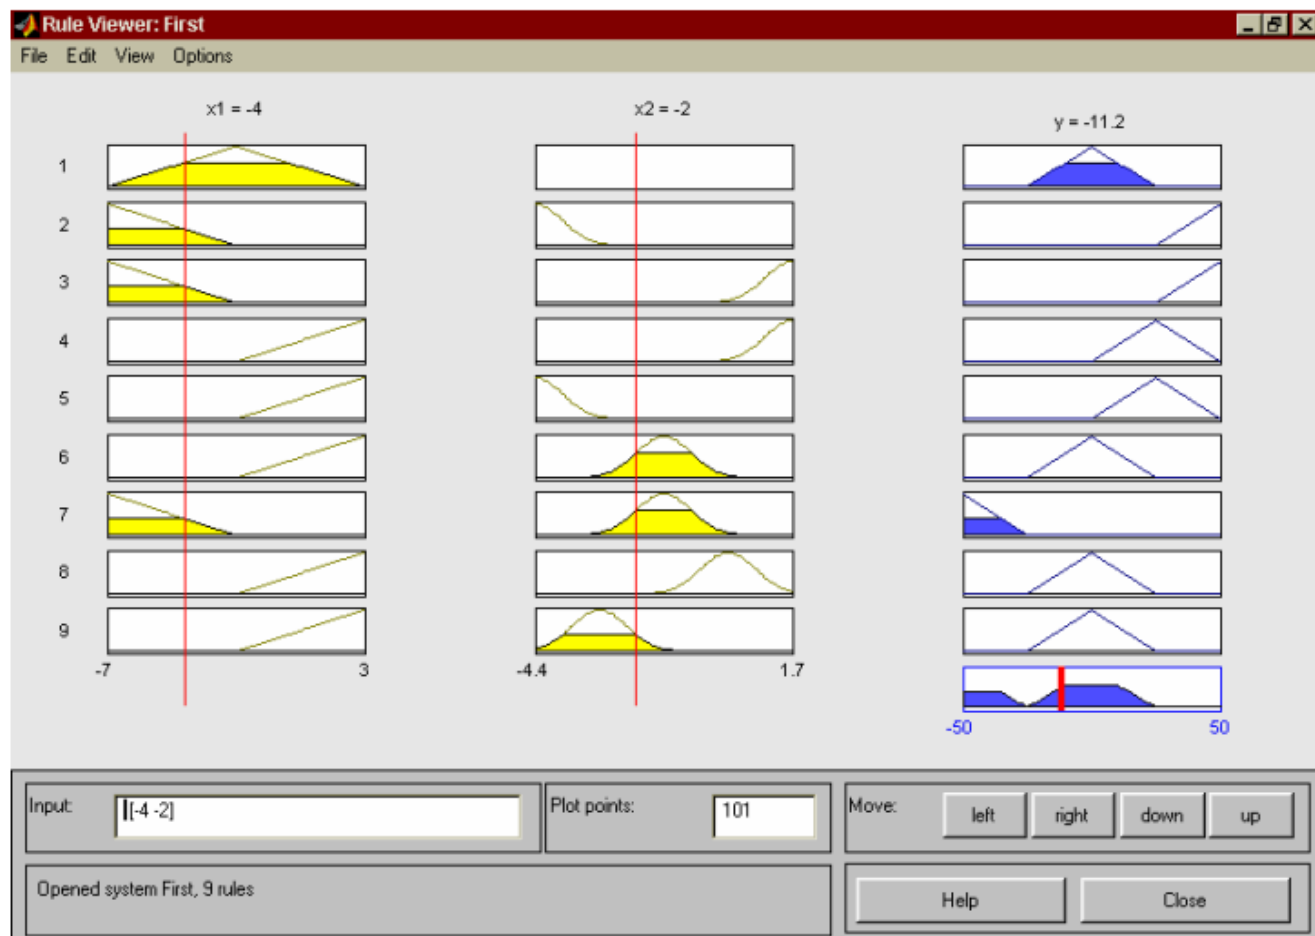 Rule Viewer: First
File Edit View Options
x1 = -4 x2 = -2 y = -11.2
1
2
3
4
5
6
7
8
9
-7 3 -4.4 1.7
-50 50
Input: [-4 -2] Plot points: 101 Move: left right down up
Opened system First, 9 rules Help Close